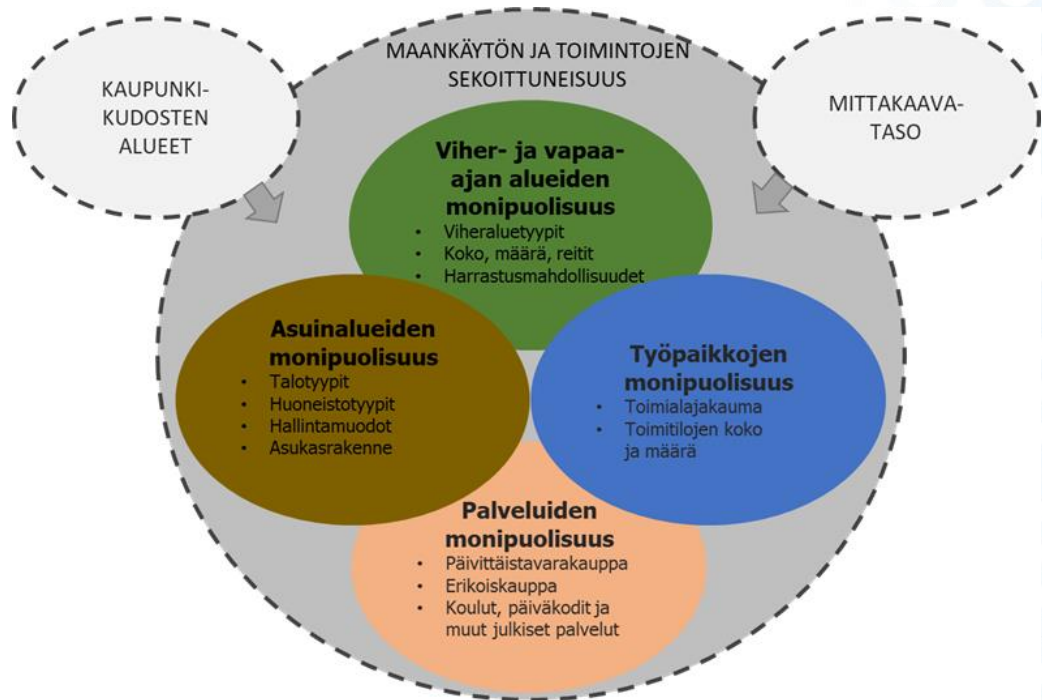 MAANKÄYTÖN JA TOIMINTOJEN
SEKOITTUNEISUUS
KAUPUNKI-
KUDOSTEN
ALUEET
MITTAKAAVA-
TASO
Viher- ja vapaa-
ajan alueiden
monipuolisuus
• Viheraluetyypit
• Koko, määrä, reitit
• Harrastusmahdollisuudet
Asuinalueiden
monipuolisuus
• Talotyypit
• Huoneistotyypit
• Hallintamuodot
• Asukasrakenne
Työpaikkojen
monipuolisuus
• Toimialajakauma
• Toimitilojen koko
ja määrä
Palveluiden
monipuolisuus
• Päivittäistavarakauppa
• Erikoiskauppa
• Koulut, päiväkodit ja
muut julkiset palvelut